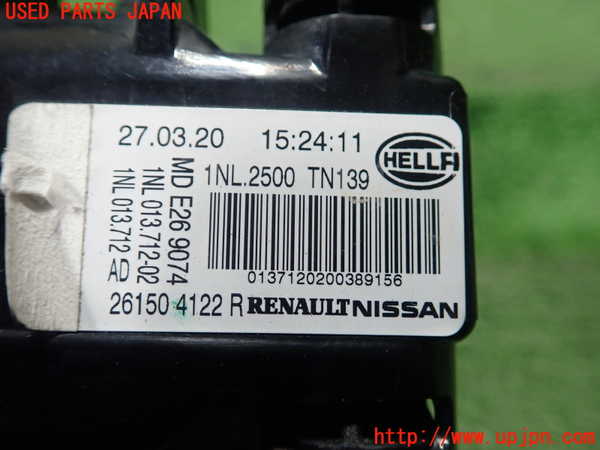 USED PARTS JAPAN
27.03.20 15:24:11
HELLA
1NL.2500 TN139
MD E26 9074
1NL 013.712-02
1NL 013.712 AD
0137120200389156
26150 4122 R RENAULT NISSAN
http://www.upjpn.com/